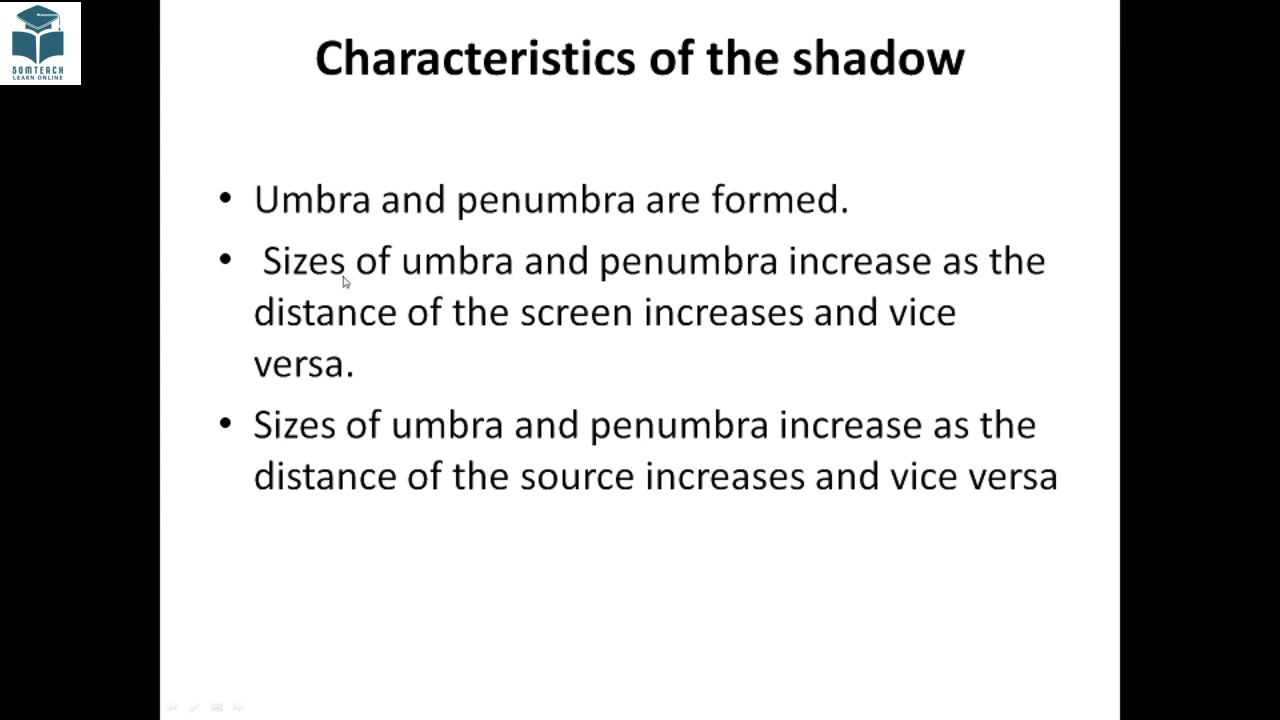 SOMTEACH
LEARN ONLINE
Characteristics of the shadow
• Umbra and penumbra are formed.
• Sizes of umbra and penumbra increase as the
distance of the screen increases and vice
versa.
• Sizes of umbra and penumbra increase as the
distance of the source increases and vice versa